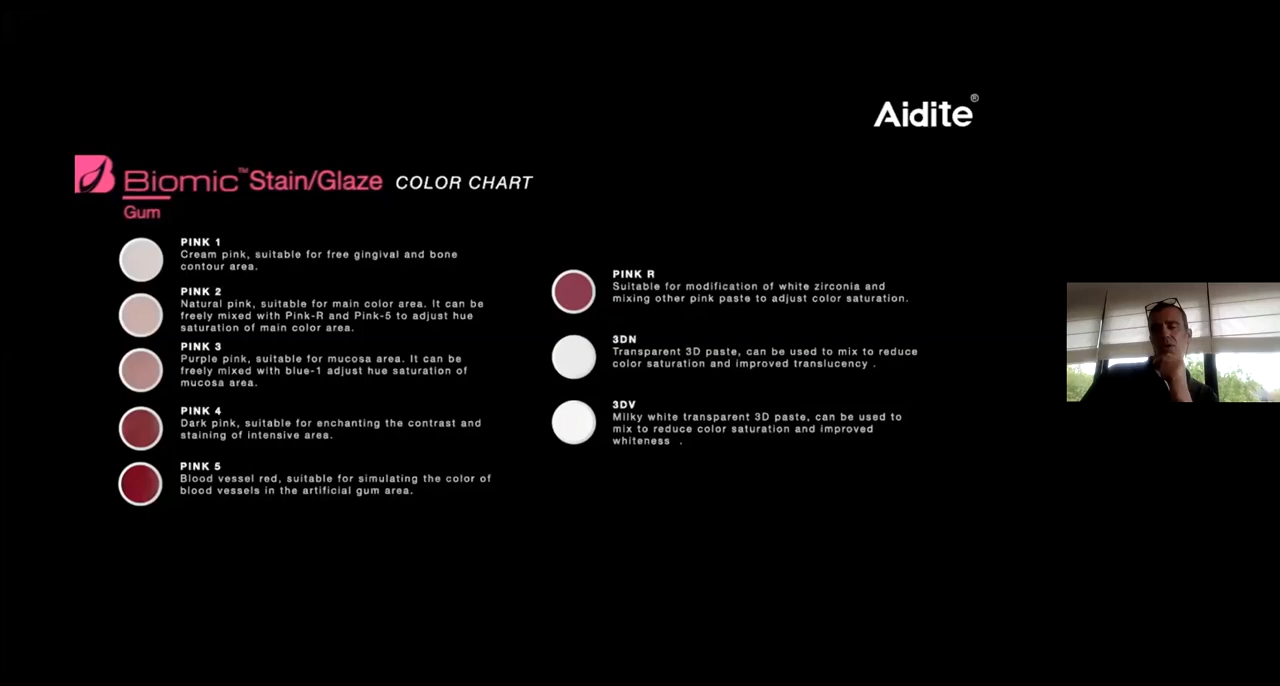 Aidite®
Biomic™ Stain/Glaze COLOR CHART
Gum
PINK 1
Cream pink, suitable for free gingival and bone
contour area.
PINK 2
Natural pink, suitable for main color area. It can be
freely mixed with Pink-R and Pink-5 to adjust hue
saturation of main color area.
PINK 3
Purple pink, suitable for mucosa area. It can be
freely mixed with blue-1 adjust hue saturation of
mucosa area.
PINK 4
Dark pink, suitable for enchanting the contrast and
staining of intensive area.
PINK 5
Blood vessel red, suitable for simulating the color of
blood vessels in the artificial gum area.
PINK R
Suitable for modification of white zirconia and
mixing other pink paste to adjust color saturation.
3DN
Transparent 3D paste, can be used to mix to reduce
color saturation and improved translucency .
3DV
Milky white transparent 3D paste, can be used to
mix to reduce color saturation and improved
whiteness .